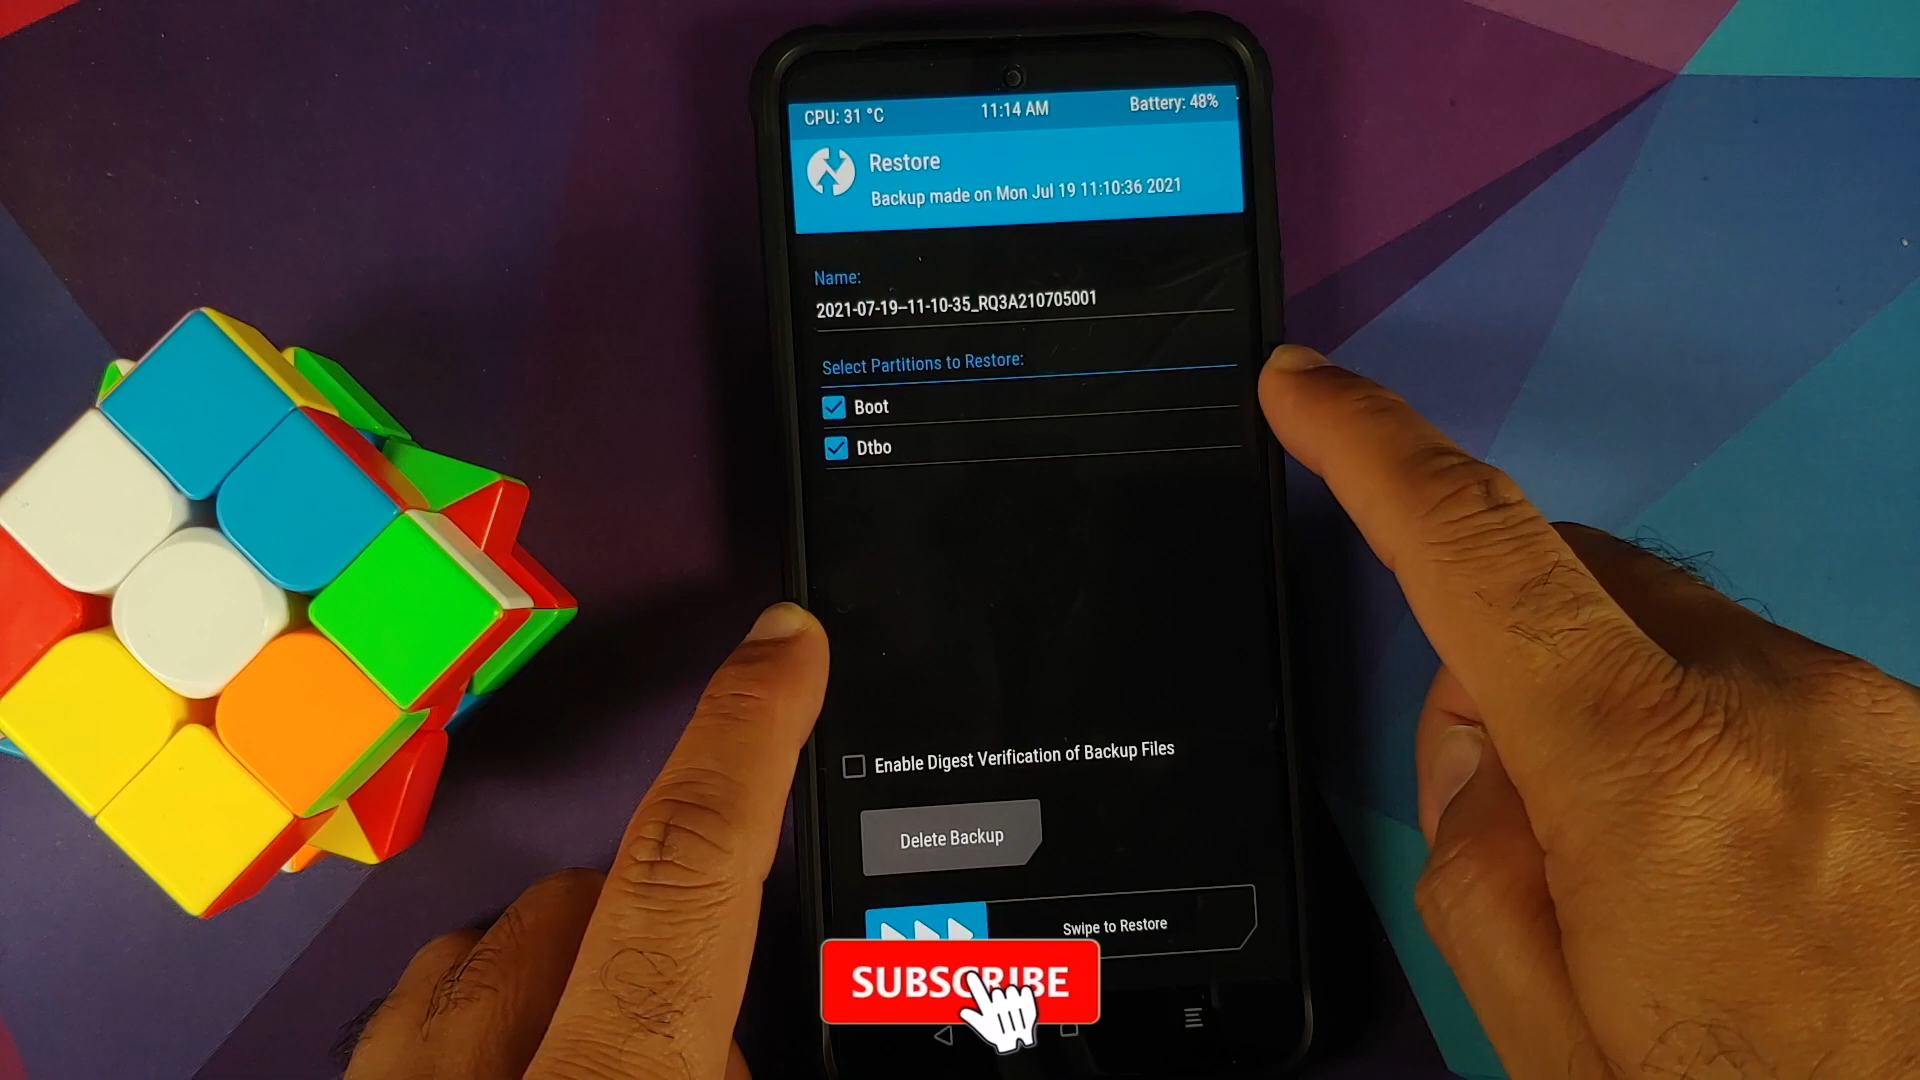 CPU: 31 °C 11:14 AM Battery: 48%
Restore
Backup made on Mon Jul 19 11:10:36 2021
Name:
2021-07-19--11-10-35_RQ3A210705001
Select Partitions to Restore:
Boot
Dtbo
Enable Digest Verification of Backup Files
Delete Backup
Swipe to Restore
SUBSCRIBE